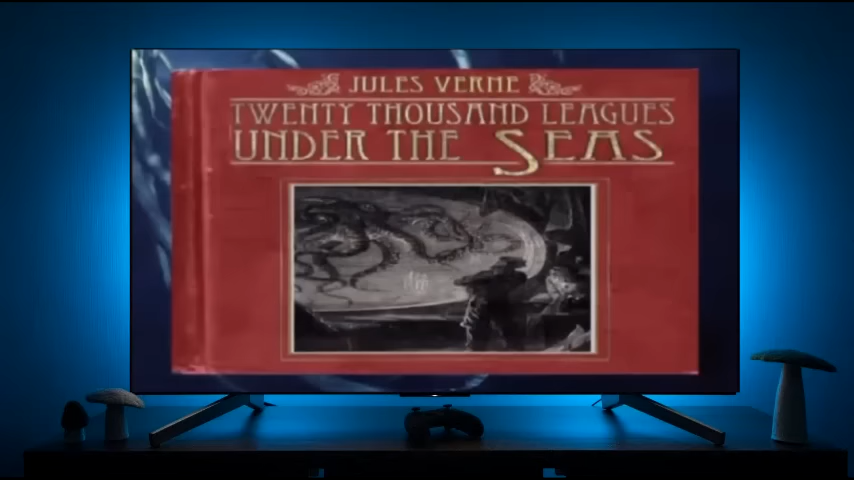 JULES VERNE
TWENTY THOUSAND LEAGUES
UNDER THE SEAS